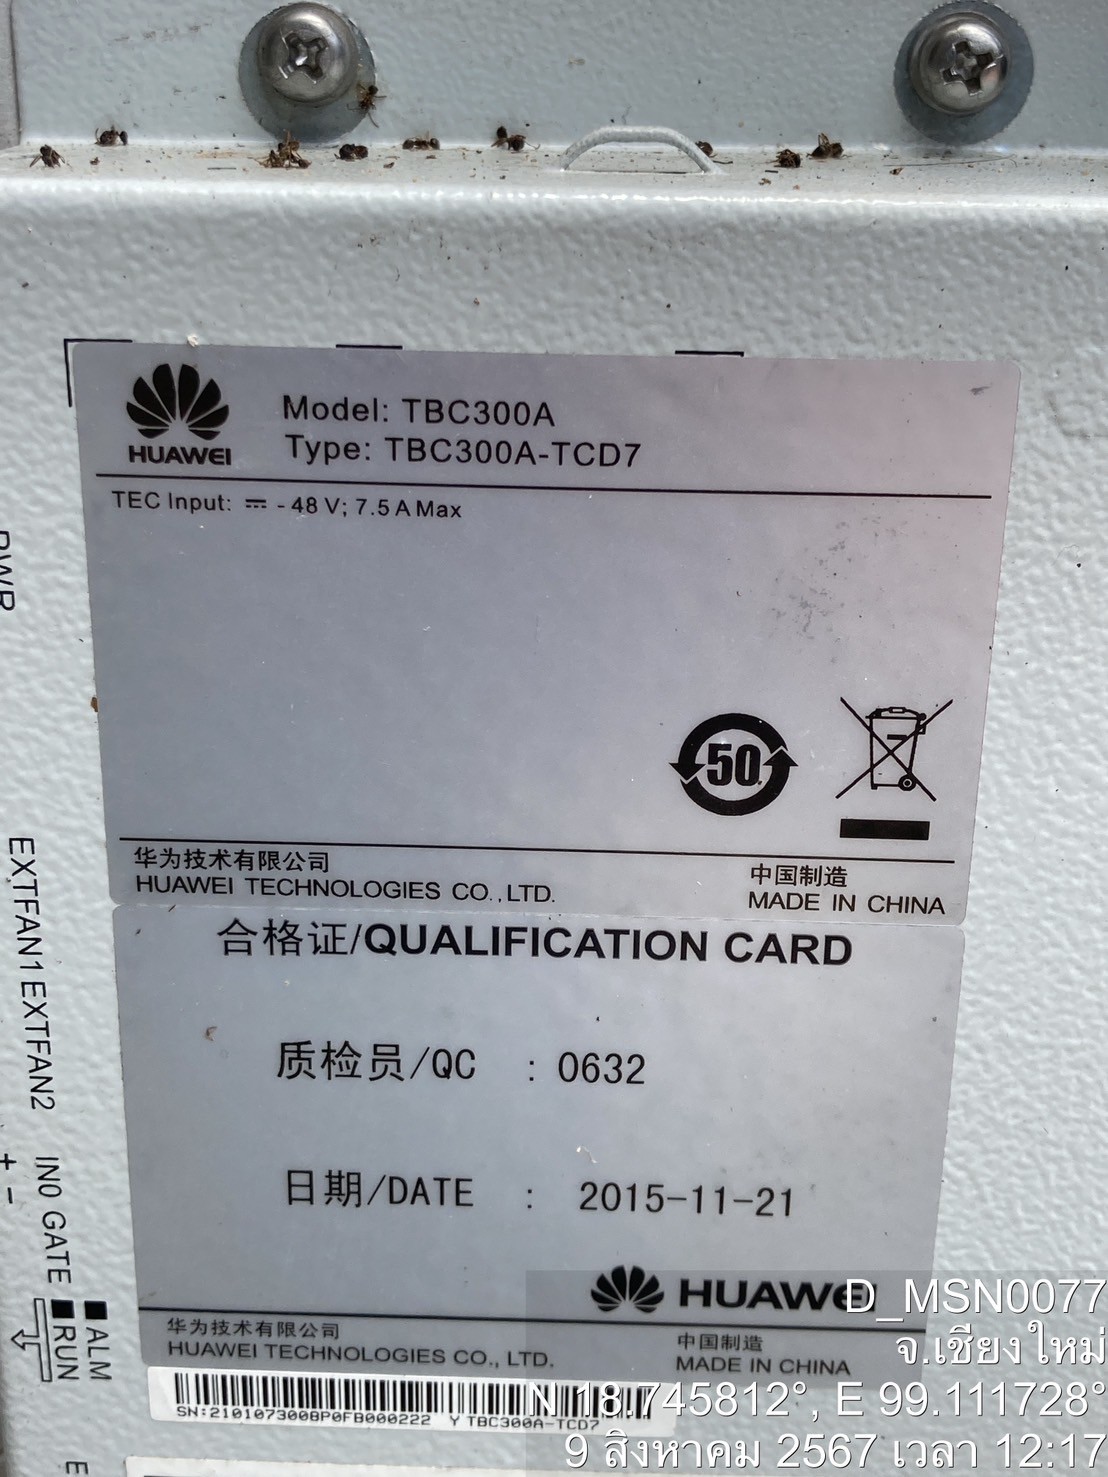 HUAWEI
Model: TBC300A
Type: TBC300A-TCD7
TEC Input: ⎓ - 48 V; 7.5 A Max
50
华为技术有限公司
HUAWEI TECHNOLOGIES CO.,LTD.
中国制造
MADE IN CHINA
合格证/QUALIFICATION CARD
质检员/QC : 0632
日期/DATE : 2015-11-21
HUAWEI
华为技术有限公司
HUAWEI TECHNOLOGIES CO., LTD.
中国制造
MADE IN CHINA
SN:210107300BP0FB000222 Y TBC300A-TCD7
PWR
EXTFAN1 EXTFAN2
+ -
IN0 GATE
RUN
ALM
D_MSN0077
จ.เชียงใหม่
N 18.745812°, E 99.111728°
9 สิงหาคม 2567 เวลา 12:17